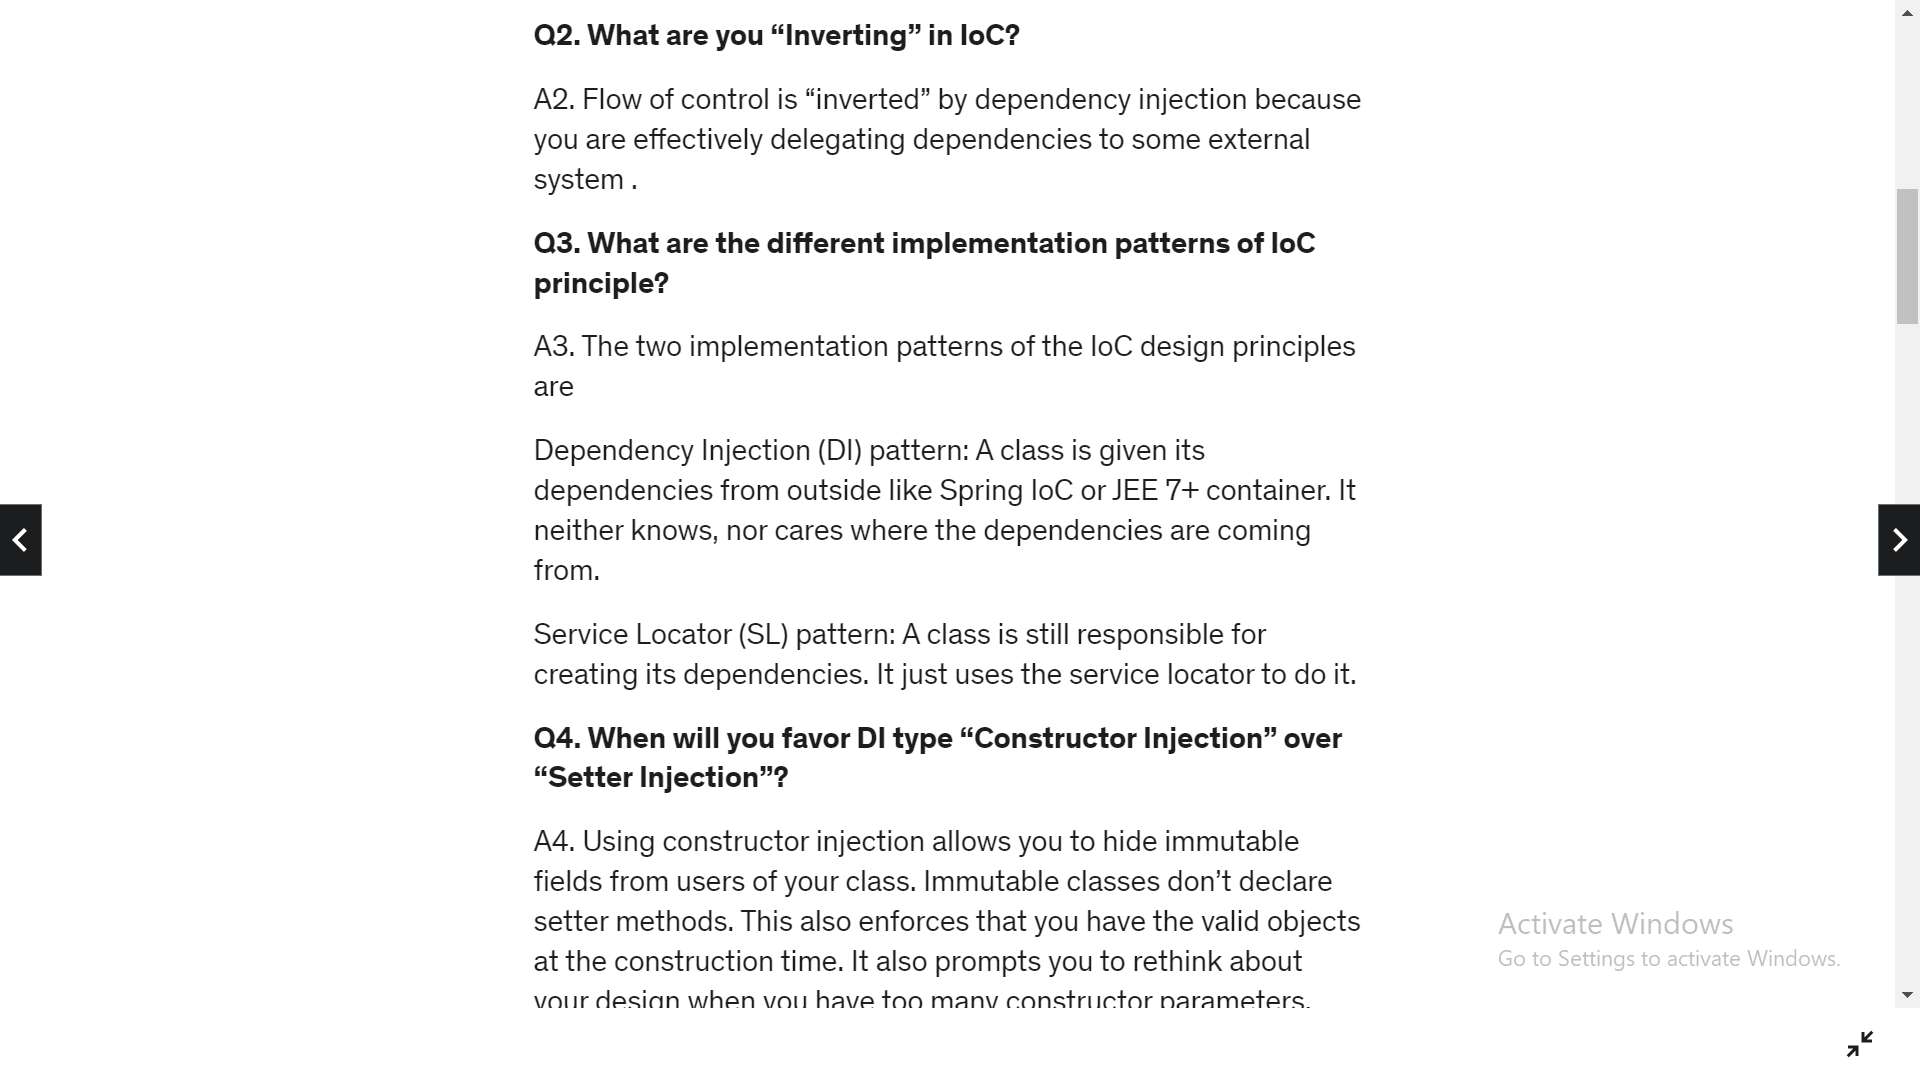 Q2. What are you “Inverting” in IoC?
A2. Flow of control is “inverted” by dependency injection because
you are effectively delegating dependencies to some external
system .
Q3. What are the different implementation patterns of IoC
principle?
A3. The two implementation patterns of the IoC design principles
are
Dependency Injection (DI) pattern: A class is given its
dependencies from outside like Spring IoC or JEE 7+ container. It
neither knows, nor cares where the dependencies are coming
from.
Service Locator (SL) pattern: A class is still responsible for
creating its dependencies. It just uses the service locator to do it.
Q4. When will you favor DI type “Constructor Injection” over
“Setter Injection”?
A4. Using constructor injection allows you to hide immutable
fields from users of your class. Immutable classes don’t declare
setter methods. This also enforces that you have the valid objects
at the construction time. It also prompts you to rethink about
your design when you have too many constructor parameters.
Activate Windows
Go to Settings to activate Windows.